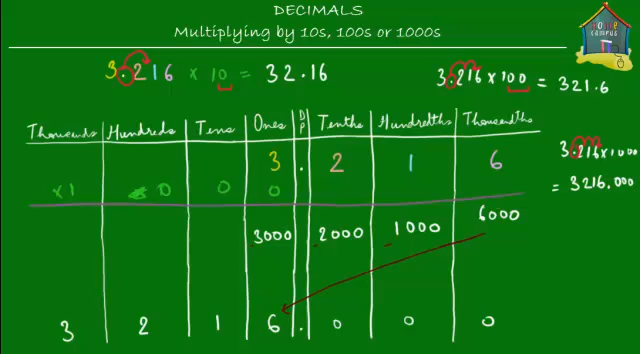 DECIMALS
Multiplying by 10s, 100s or 1000s
3.216 × 10 = 32.16
3.216 × 100 = 321.6
Thousands Hundreds Tens Ones DP Tenths Hundredths Thousandths
3 . 2 1 6
3.216×1000
= 3216.000
×1 0 0 0
3000 2000 1000 6000
3 2 1 6 . 0 0 0